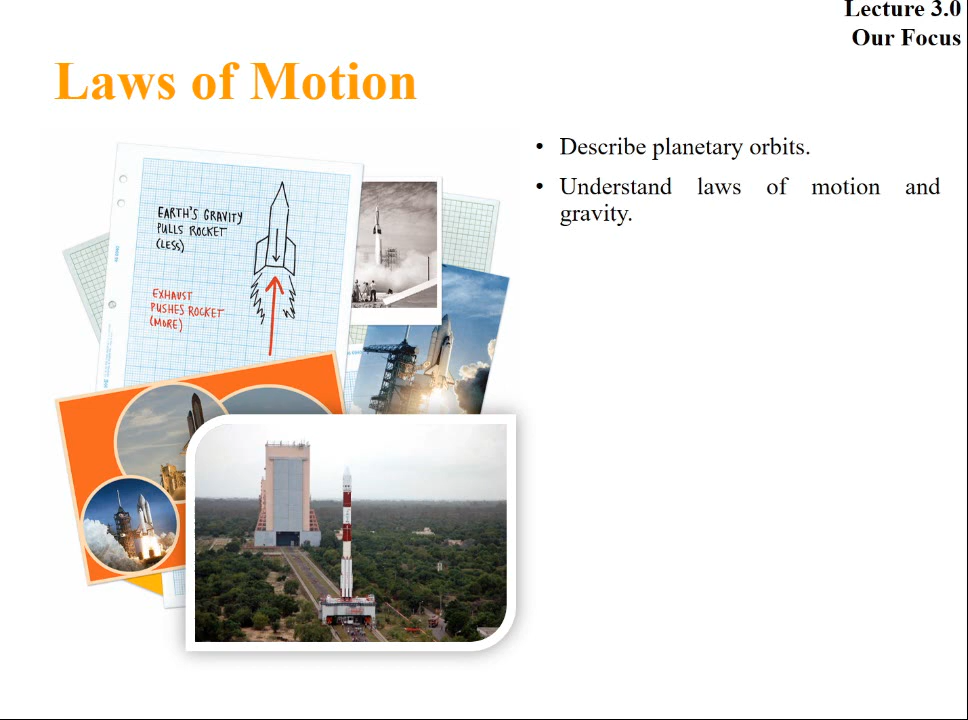 Lecture 3.0
Our Focus
Laws of Motion
• Describe planetary orbits.
• Understand laws of motion and
gravity.
EARTH'S GRAVITY
PULLS ROCKET
(LESS)
EXHAUST
PUSHES ROCKET
(MORE)